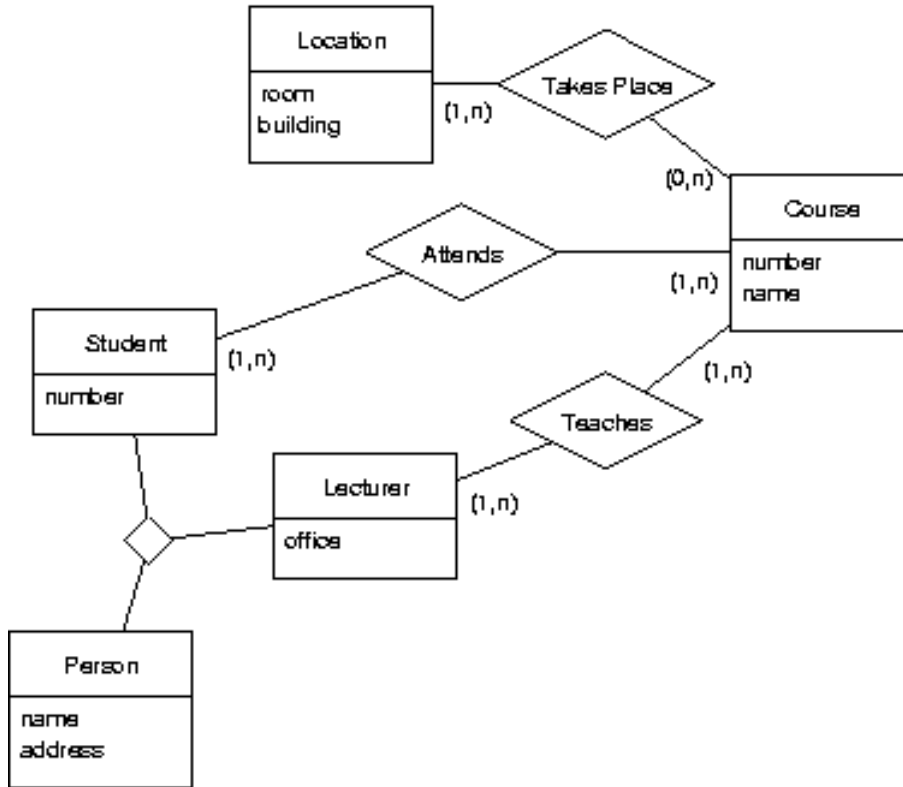 Location
room
building
Takes Place
(1,n)
(0,n)
Course
number
name
Attends
(1,n)
Student
number
(1,n)
(1,n)
Teaches
Lecturer
office
(1,n)
Person
name
address